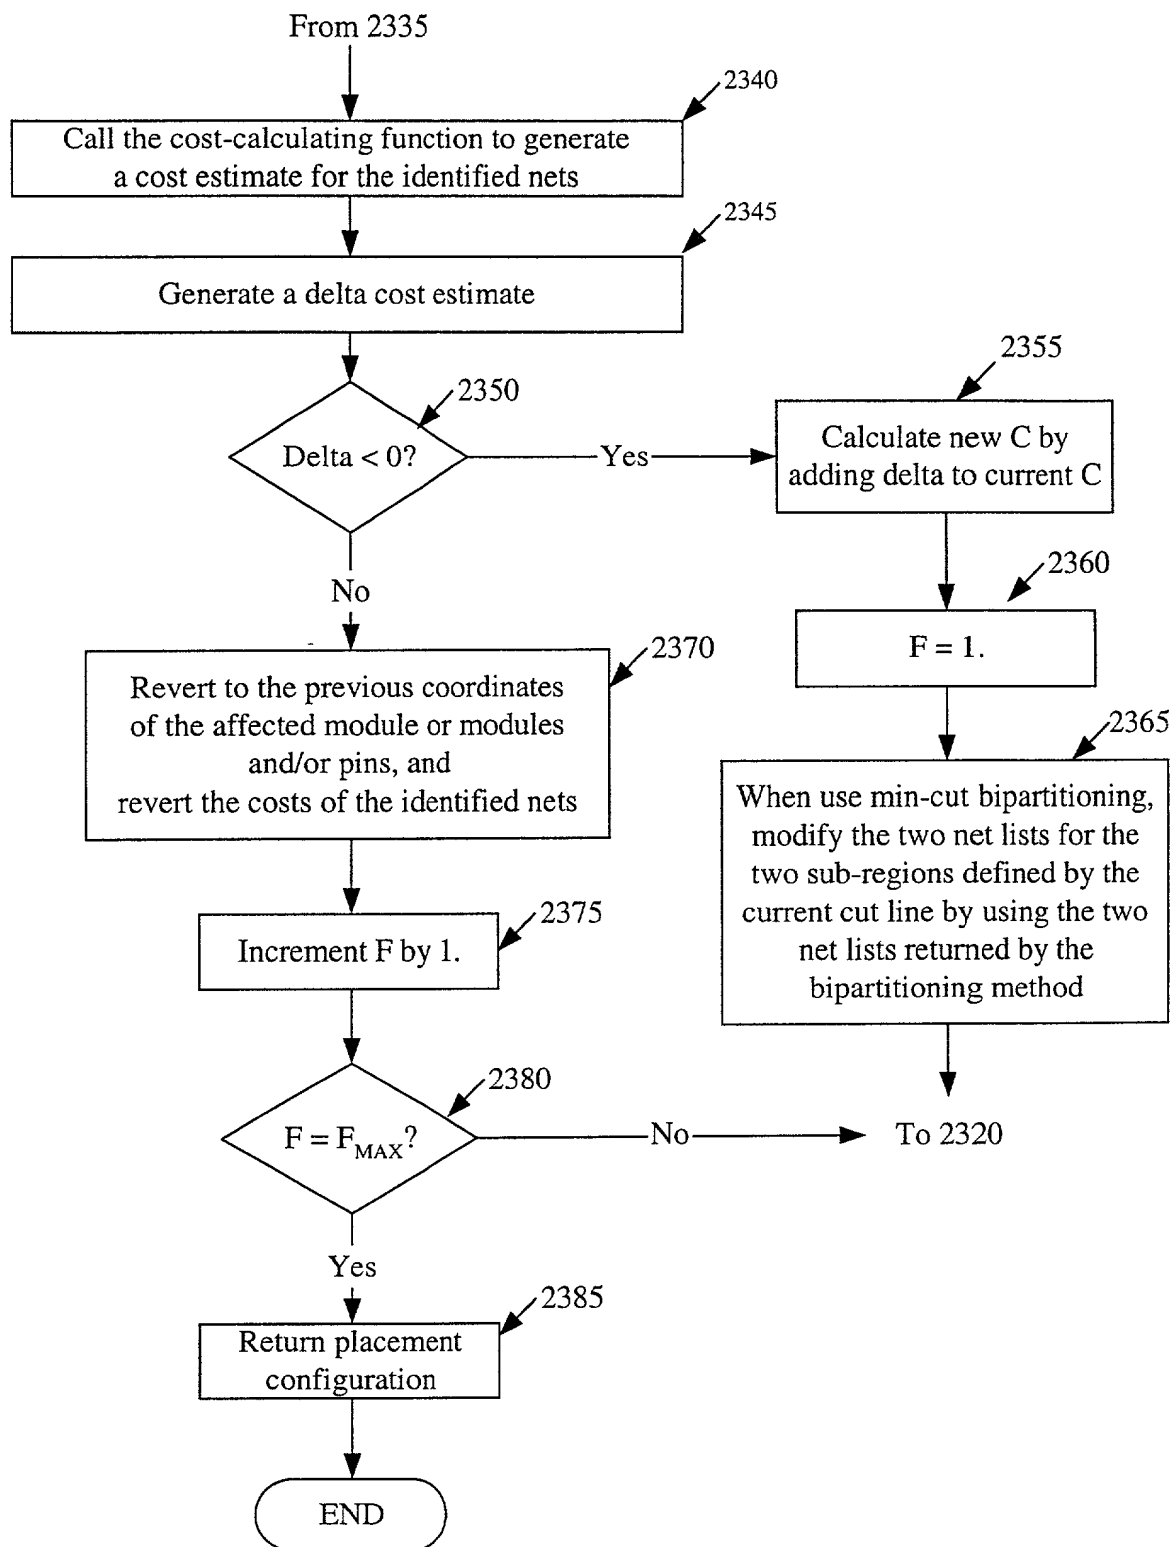 From 2335
2340
Call the cost-calculating function to generate
a cost estimate for the identified nets
2345
Generate a delta cost estimate
2350
Delta < 0?
Yes
2355
Calculate new C by
adding delta to current C
2360
F = 1.
2365
When use min-cut bipartitioning,
modify the two net lists for the
two sub-regions defined by the
current cut line by using the two
net lists returned by the
bipartitioning method
No
2370
Revert to the previous coordinates
of the affected module or modules
and/or pins, and
revert the costs of the identified nets
2375
Increment F by 1.
2380
F = F_MAX?
No
To 2320
Yes
2385
Return placement
configuration
END